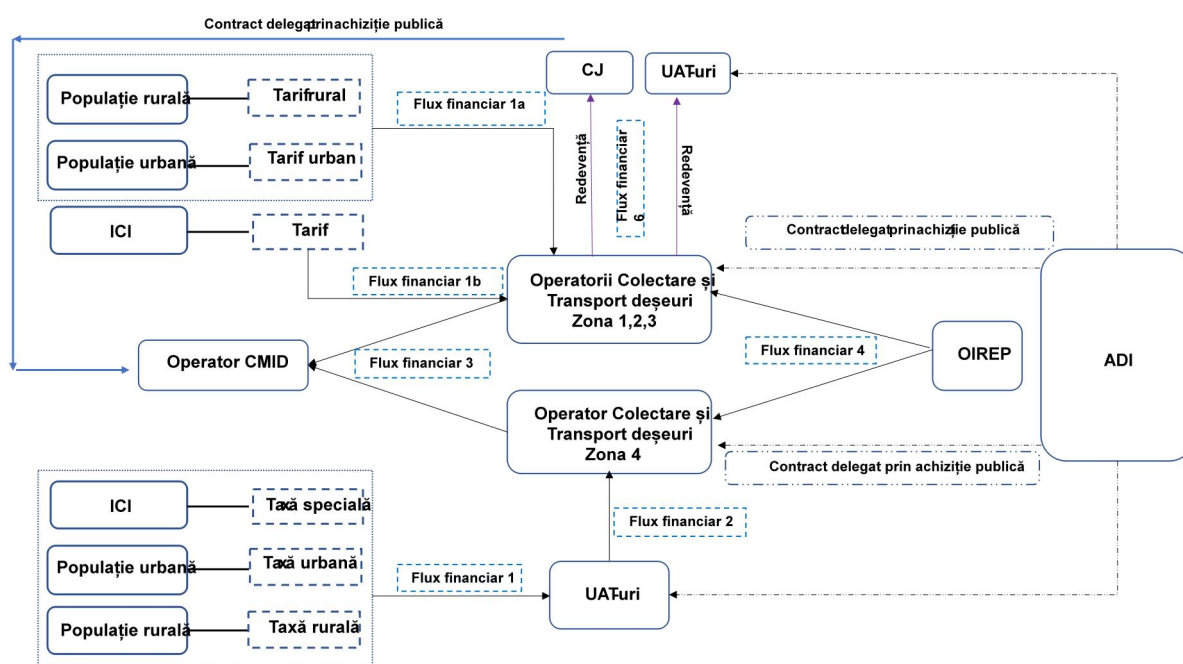 Contract delegat prin achiziție publică
CJ
UAT-uri
Populație rurală
Tarif rural
Flux financiar 1a
Populație urbană
Tarif urban
Redevență
Flux financiar
6
Redevență
ICI
Tarif
Contract delegat prin achiziție publică
Flux financiar 1b
Operatorii Colectare și
Transport deșeuri
Zona 1,2,3
Operator CMID
Flux financiar 3
Flux financiar 4
OIREP
ADI
Operator Colectare și
Transport deșeuri
Zona 4
Contract delegat prin achiziție publică
ICI
Taxă specială
Flux financiar 2
Populație urbană
Taxă urbană
Flux financiar 1
UAT-uri
Populație rurală
Taxă rurală